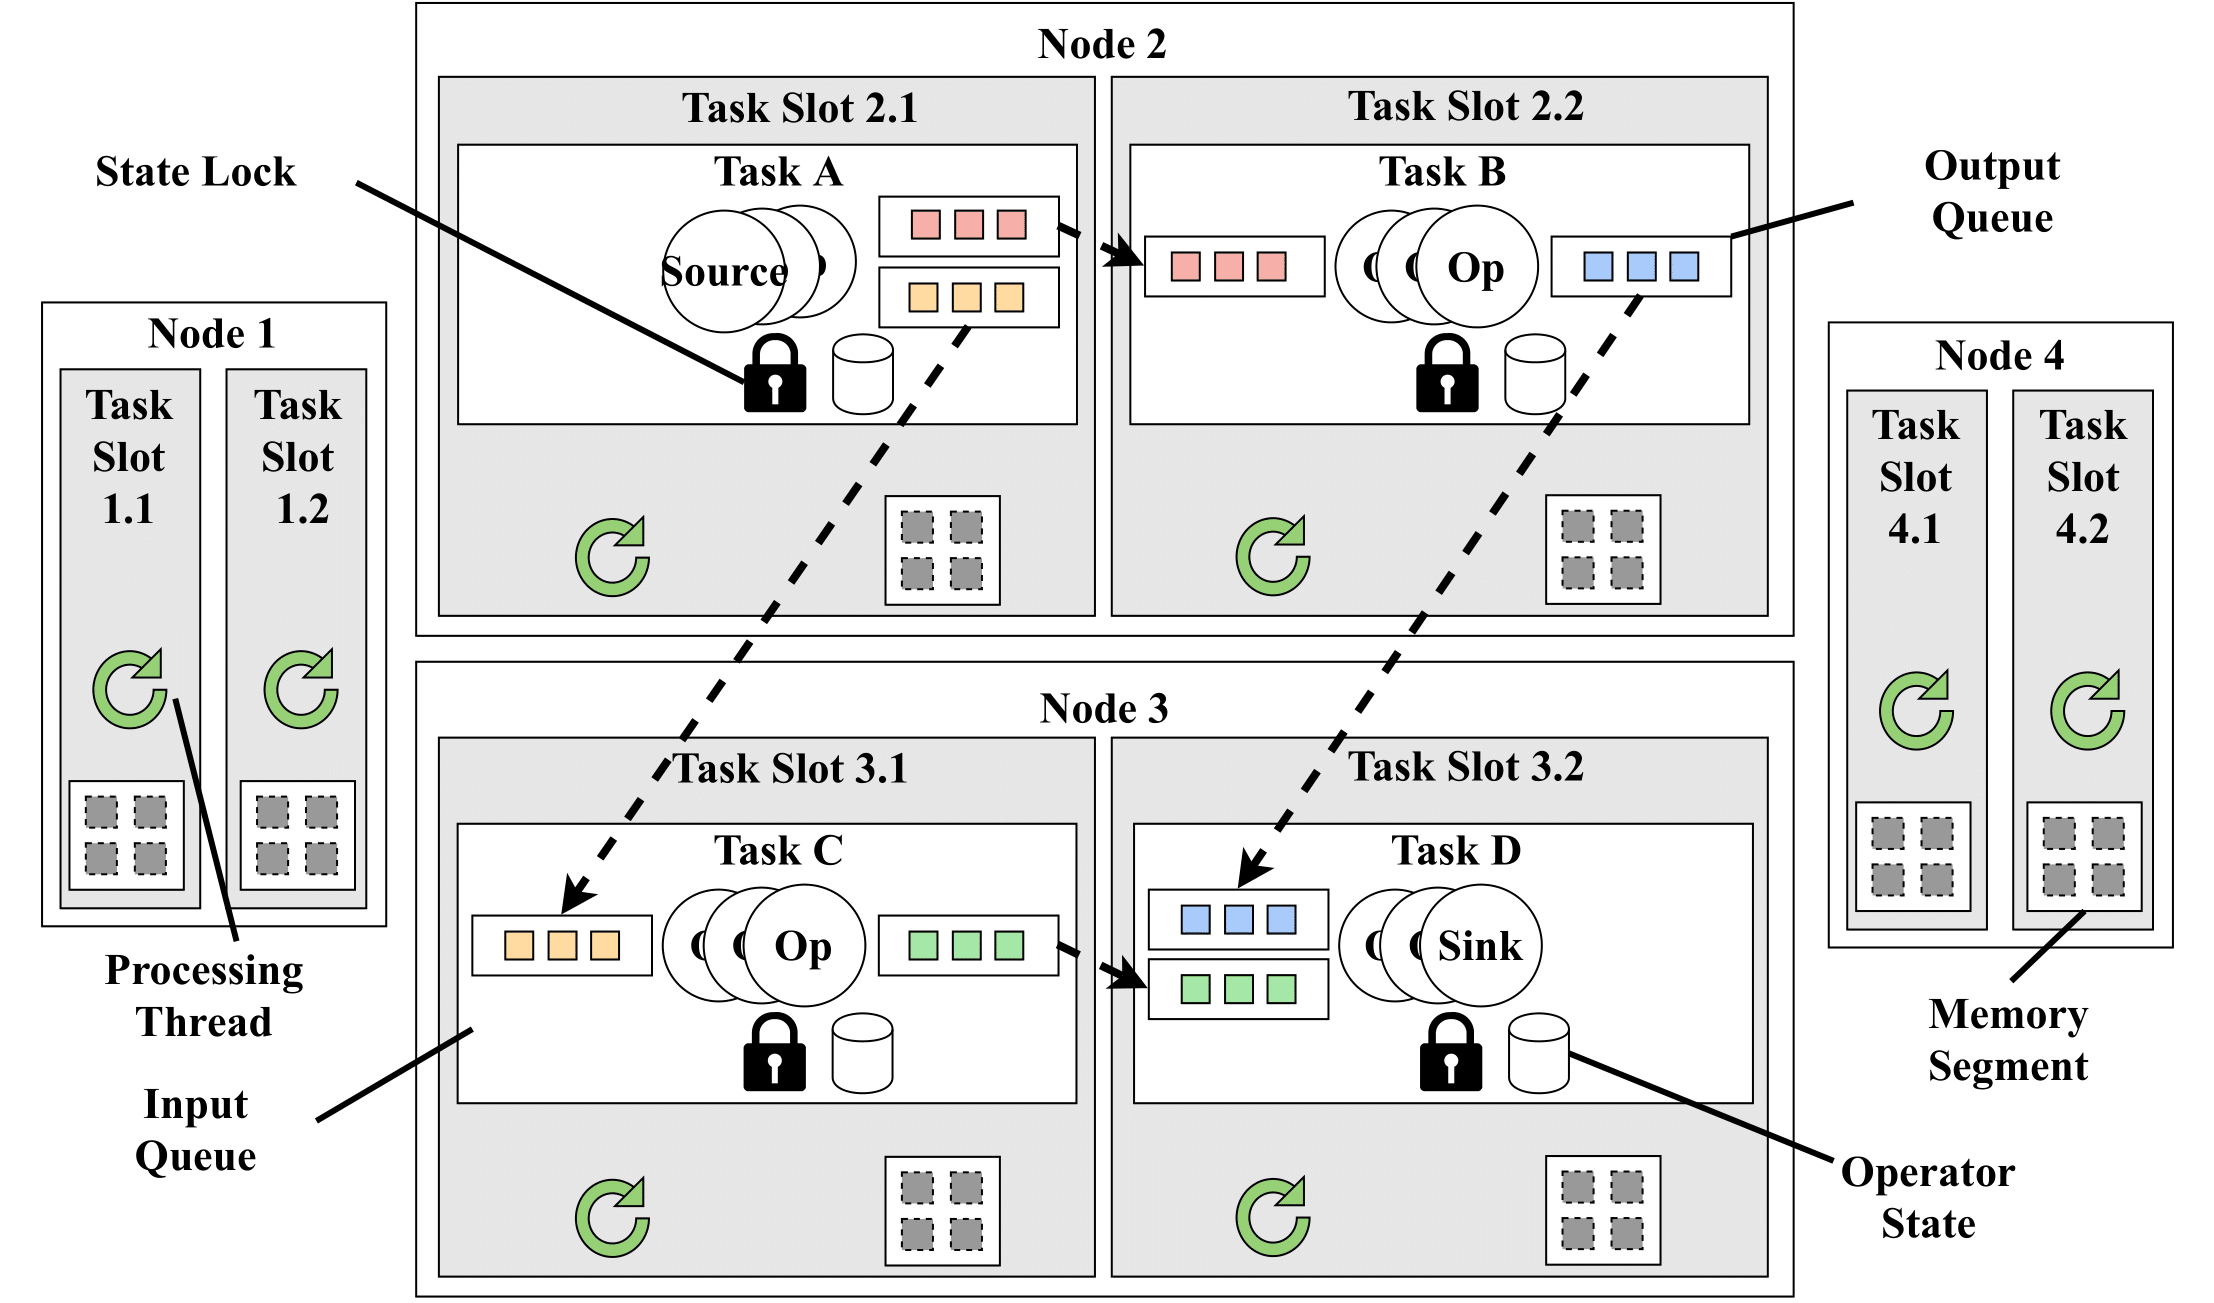 Node 2
Task Slot 2.1
Task Slot 2.2
State Lock
Task A
Task B
Output
Queue
Source
Op
Node 1
Task
Slot
1.1
Task
Slot
1.2
Node 4
Task
Slot
4.1
Task
Slot
4.2
Node 3
Task Slot 3.1
Task Slot 3.2
Task C
Task D
Op
Sink
Processing
Thread
Input
Queue
Memory
Segment
Operator
State